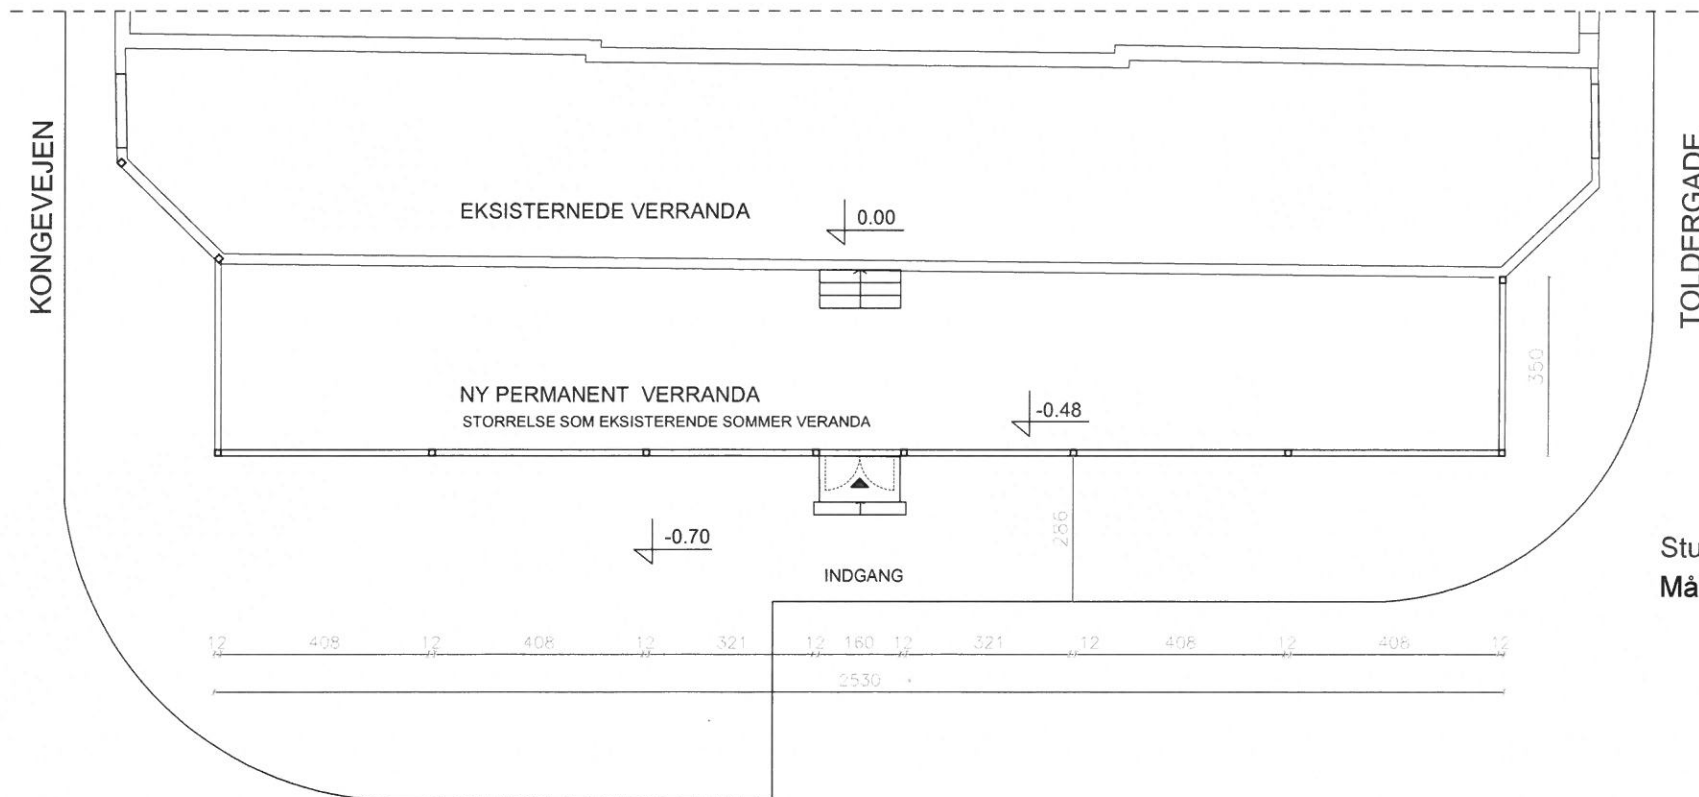 KONGEVEJEN
TOLDERGADE
EKSISTERNEDE VERRANDA
0.00
NY PERMANENT VERRANDA
STORRELSE SOM EKSISTERENDE SOMMER VERANDA
-0.48
350
-0.70
286
INDGANG
Stu
Må
12 408 12 408 12 321 12 160 12 321 12 408 12 408 12
2530